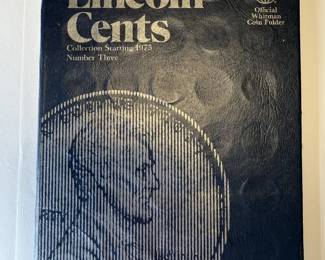 Lincoln
Cents
Collection Starting 1975
Number Three
Official
Whitman
Coin Folder